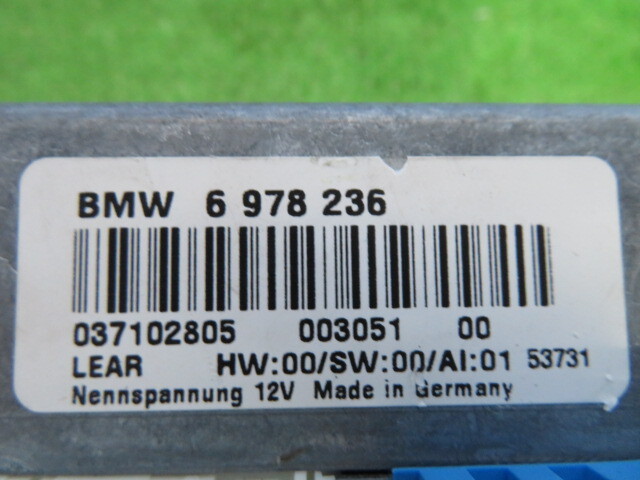 BMW 6 978 236
037102805 003051 00
LEAR HW:00/SW:00/AI:01 53731
Nennspannung 12V Made in Germany